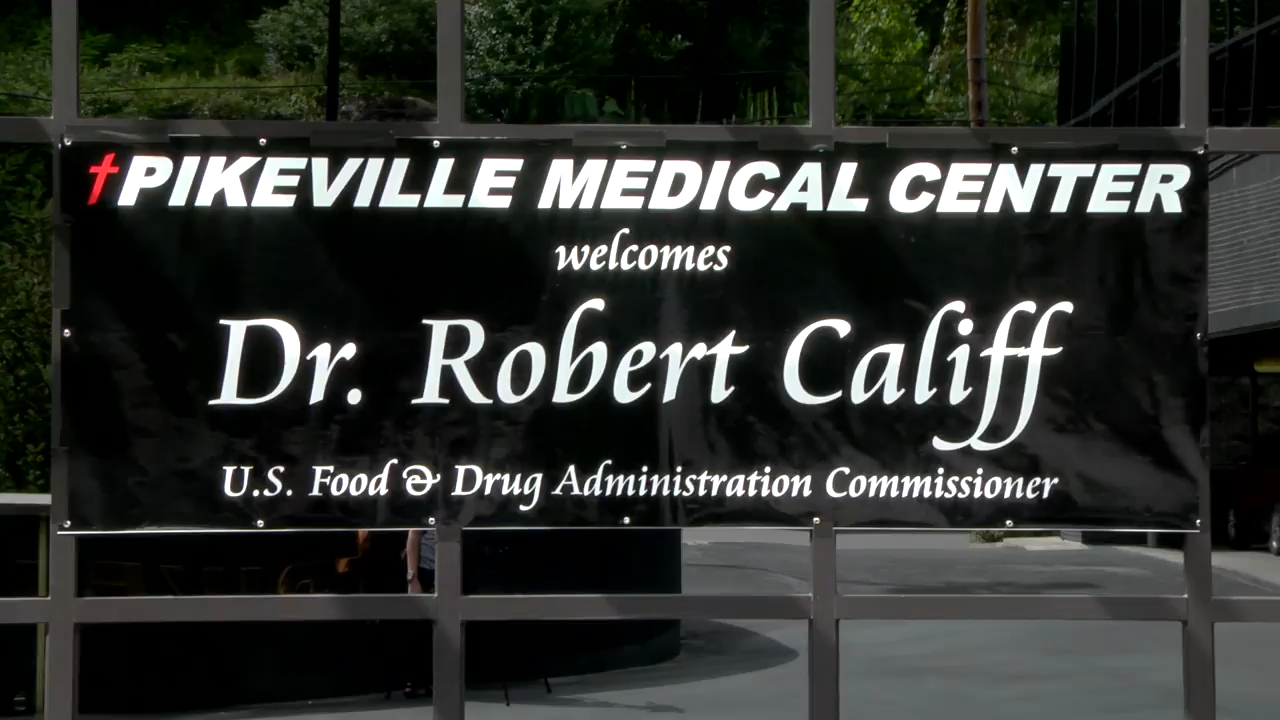 PIKEVILLE MEDICAL CENTER
welcomes
Dr. Robert Califf
U.S. Food & Drug Administration Commissioner